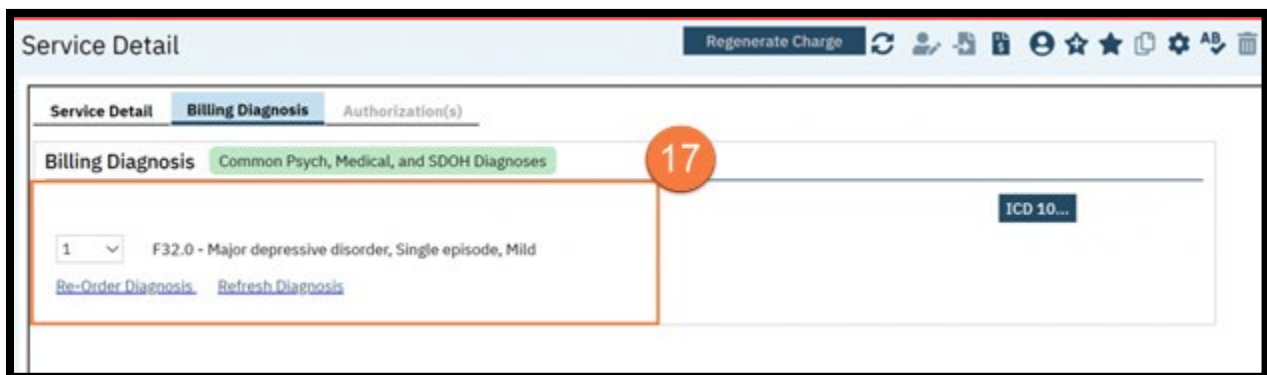 Service Detail Regenerate Charge
Service Detail Billing Diagnosis Authorization(s)
Billing Diagnosis Common Psych, Medical, and SDOH Diagnoses 17
ICD 10...
1 F32.0 - Major depressive disorder, Single episode, Mild
Re-Order Diagnosis Refresh Diagnosis